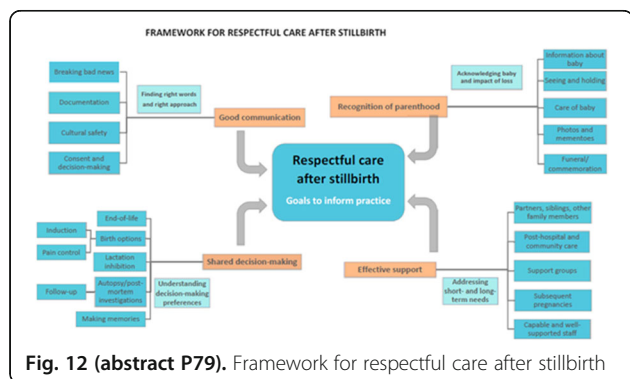 FRAMEWORK FOR RESPECTFUL CARE AFTER STILLBIRTH
Breaking bad news
Documentation
Cultural safety
Consent and
decision-making
Finding right words
and right approach
Good communication
Acknowledging baby
and impact of loss
Recognition of parenthood
Information about
baby
Seeing and holding
Care of baby
Photos and
mementoes
Funeral/
commemoration
Respectful care
after stillbirth
Goals to inform practice
End-of-life
Induction
Birth options
Pain control
Lactation
inhibition
Follow-up
Autopsy/post-
mortem
investigations
Making memories
Understanding
decision-making
preferences
Shared decision-making
Effective support
Addressing
short- and long-
term needs
Partners, siblings, other
family members
Post-hospital and
community care
Support groups
Subsequent
pregnancies
Capable and well-
supported staff
Fig. 12 (abstract P79). Framework for respectful care after stillbirth